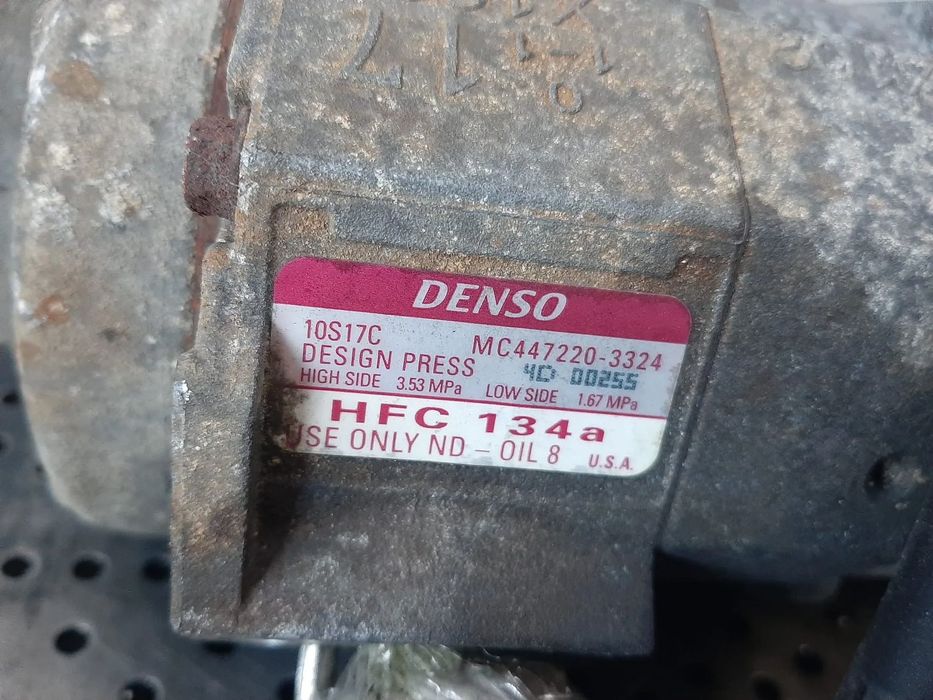 DENSO
10S17C MC447220-3324
DESIGN PRESS 00255
HIGH SIDE 3.53 MPa LOW SIDE 1.67 MPa
HFC 134a
USE ONLY ND - OIL 8 U.S.A.